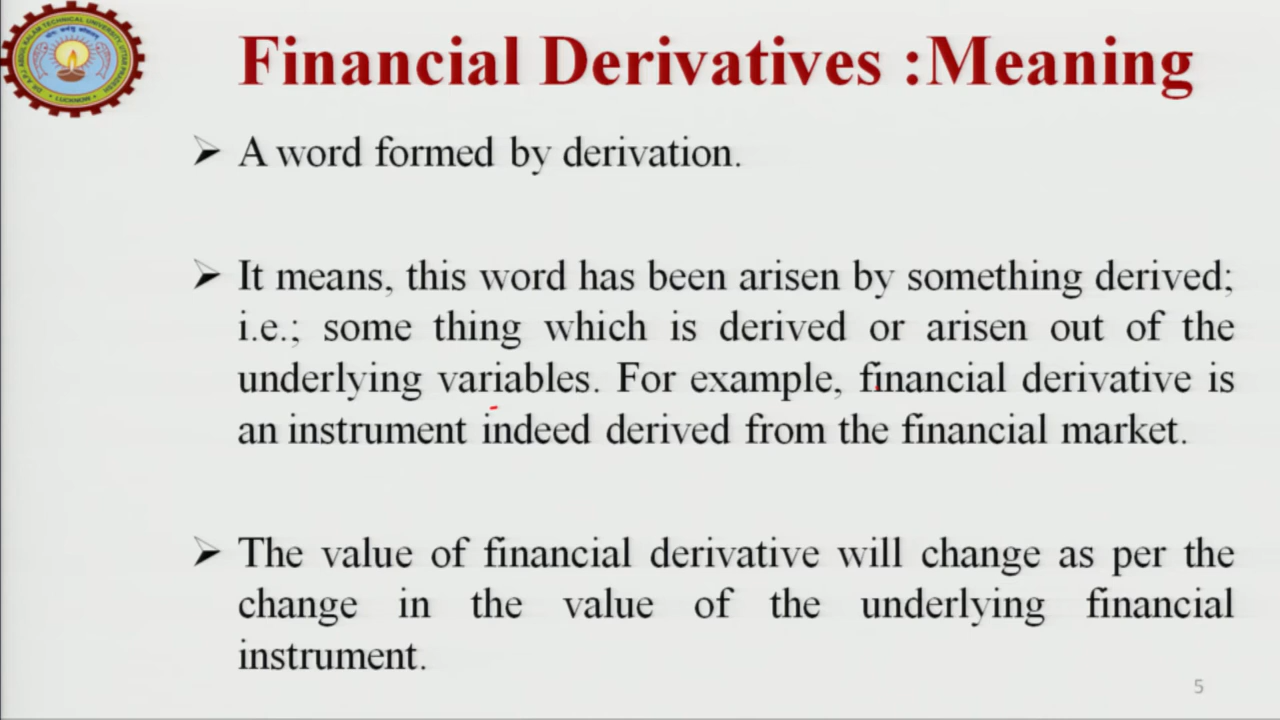 Financial Derivatives :Meaning
➢ A word formed by derivation.
➢ It means, this word has been arisen by something derived;
i.e.; some thing which is derived or arisen out of the
underlying variables. For example, financial derivative is
an instrument indeed derived from the financial market.
➢ The value of financial derivative will change as per the
change in the value of the underlying financial
instrument.
5